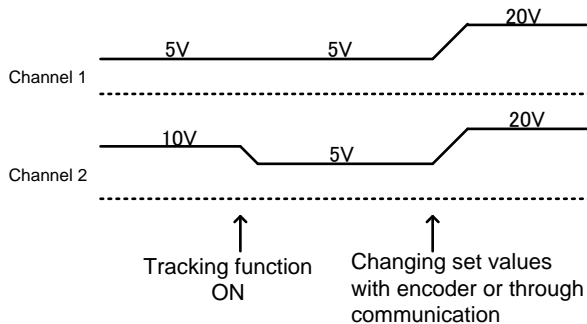 20V
5V 5V
Channel 1
20V
10V
5V
Channel 2
Tracking function
ON
Changing set values
with encoder or through
communication